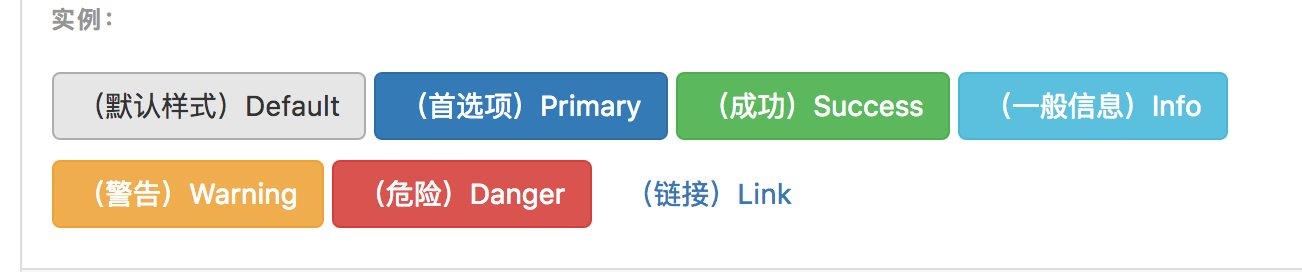 实例：
（默认样式）Default （首选项）Primary （成功）Success （一般信息）Info
（警告）Warning （危险）Danger （链接）Link